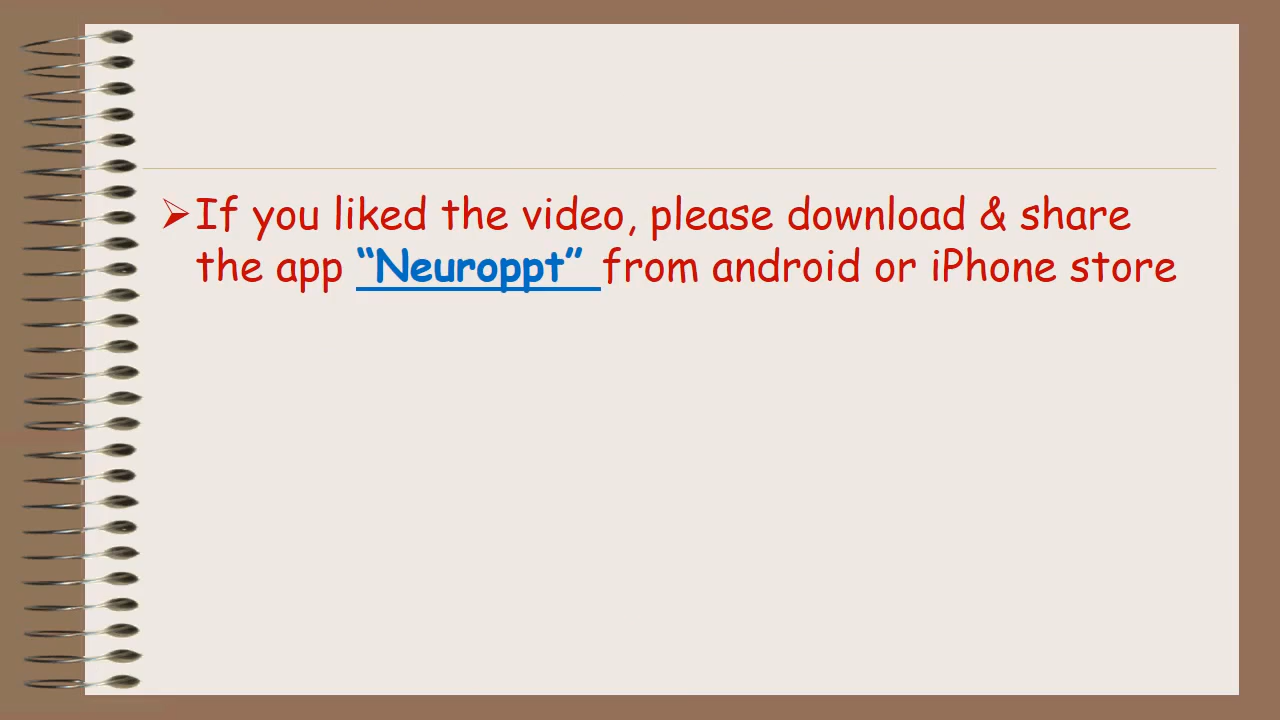 ➢If you liked the video, please download & share
the app “Neuroppt” from android or iPhone store